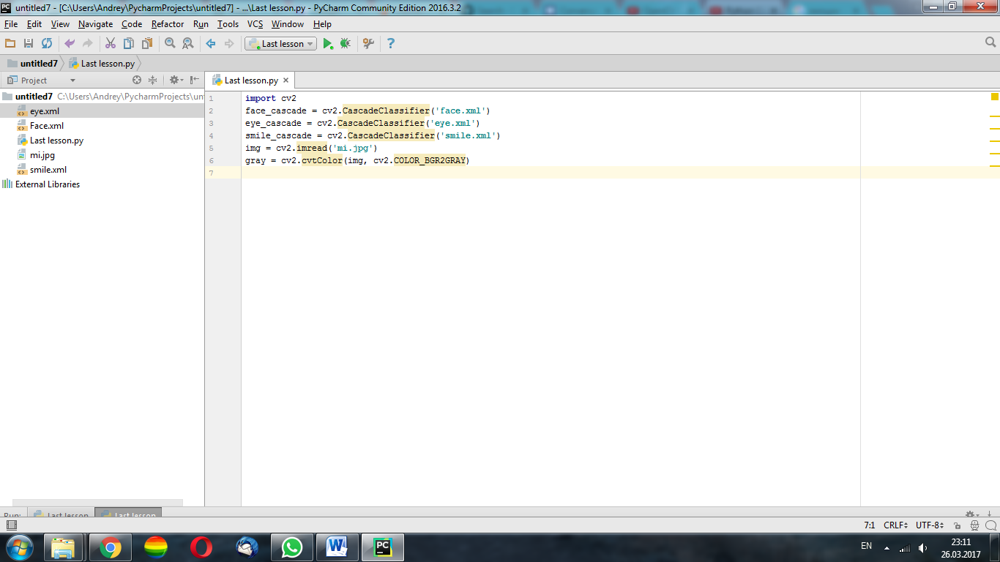 untitled7 - [C:\Users\Andrey\PycharmProjects\untitled7] - ...\Last lesson.py - PyCharm Community Edition 2016.3.2
File Edit View Navigate Code Refactor Run Tools VCS Window Help
Last lesson
untitled7 Last lesson.py
Project
Last lesson.py
untitled7 C:\Users\Andrey\PycharmProjects\un
eye.xml
Face.xml
Last lesson.py
mi.jpg
smile.xml
External Libraries
1 import cv2
2 face_cascade = cv2.CascadeClassifier('face.xml')
3 eye_cascade = cv2.CascadeClassifier('eye.xml')
4 smile_cascade = cv2.CascadeClassifier('smile.xml')
5 img = cv2.imread('mi.jpg')
6 gray = cv2.cvtColor(img, cv2.COLOR_BGR2GRAY)
7
Run: Last lesson Last lesson
7:1 CRLF UTF-8
EN
23:11
26.03.2017